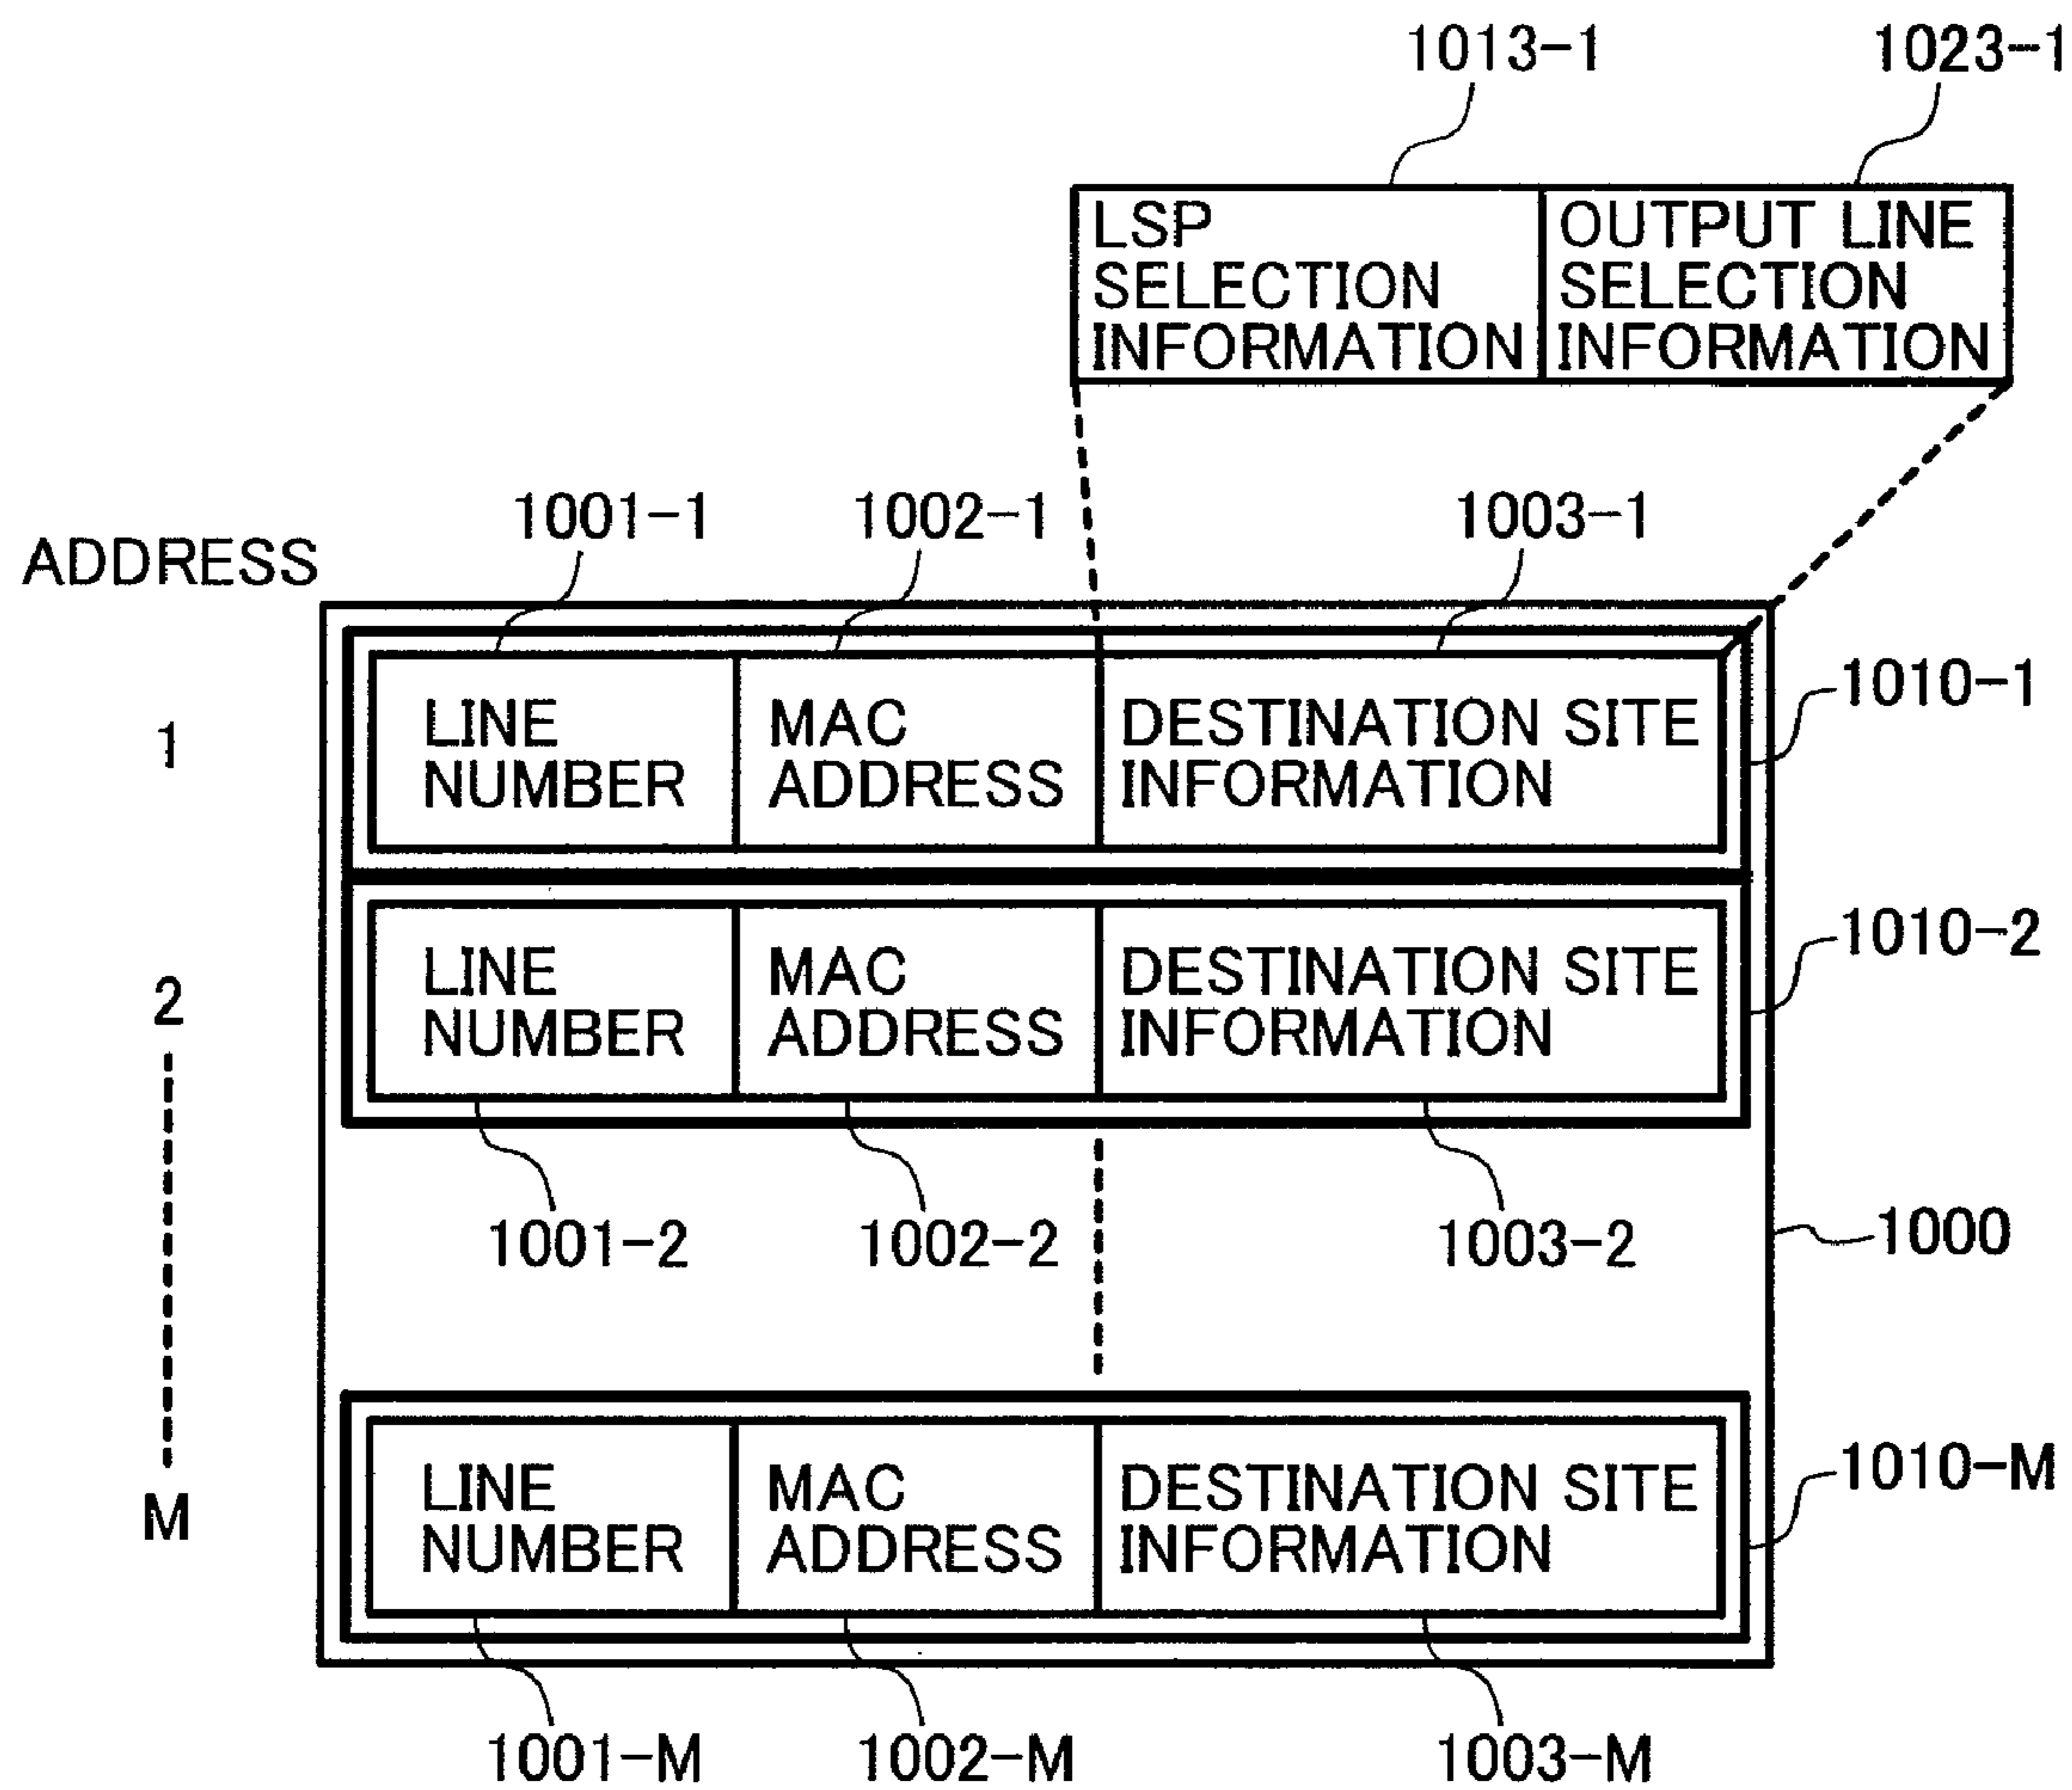 1013-1 1023-1
LSP
SELECTION
INFORMATION
OUTPUT LINE
SELECTION
INFORMATION
1001-1 1002-1 1003-1
ADDRESS
1
LINE
NUMBER
MAC
ADDRESS
DESTINATION SITE
INFORMATION
1010-1
2
LINE
NUMBER
MAC
ADDRESS
DESTINATION SITE
INFORMATION
1010-2
1001-2 1002-2 1003-2
1000
M
LINE
NUMBER
MAC
ADDRESS
DESTINATION SITE
INFORMATION
1010-M
1001-M 1002-M 1003-M